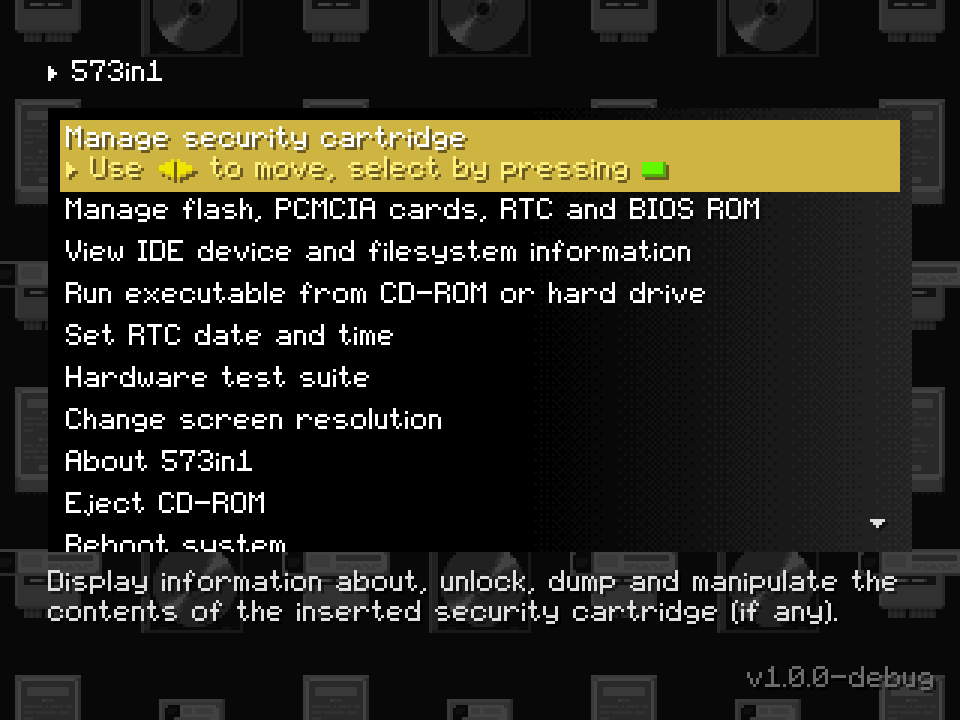 573in1
Manage security cartridge
Use to move, select by pressing
Manage flash, PCMCIA cards, RTC and BIOS ROM
View IDE device and filesystem information
Run executable from CD-ROM or hard drive
Set RTC date and time
Hardware test suite
Change screen resolution
About 573in1
Eject CD-ROM
Reboot system
Display information about, unlock, dump and manipulate the
contents of the inserted security cartridge (if any).
v1.0.0-debug